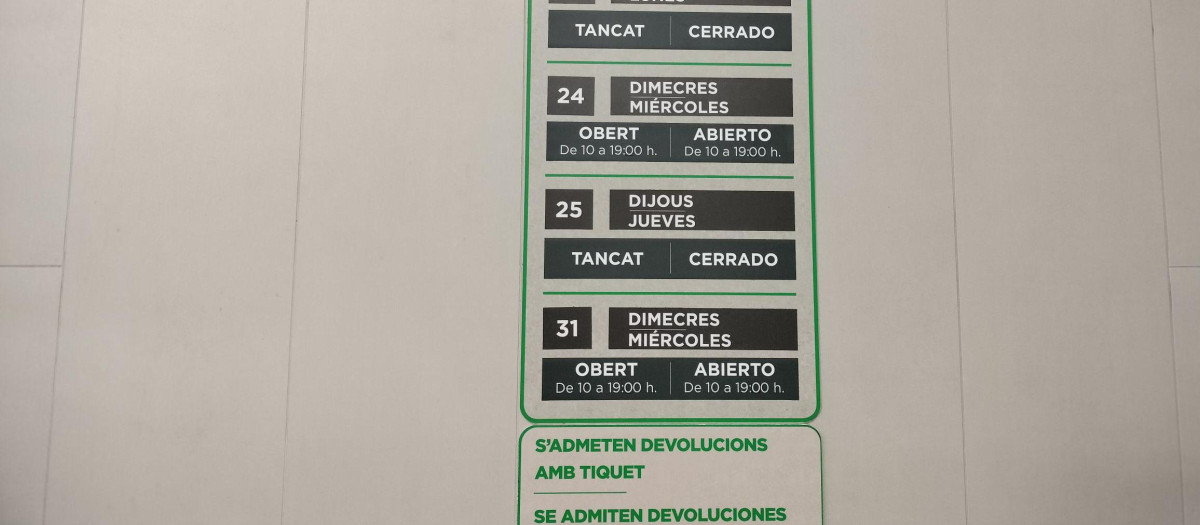 TANCAT CERRADO
24 DIMECRES
MIÉRCOLES
OBERT ABIERTO
De 10 a 19:00 h. De 10 a 19:00 h.
25 DIJOUS
JUEVES
TANCAT CERRADO
31 DIMECRES
MIÉRCOLES
OBERT ABIERTO
De 10 a 19:00 h. De 10 a 19:00 h.
S'ADMETEN DEVOLUCIONS
AMB TIQUET
SE ADMITEN DEVOLUCIONES